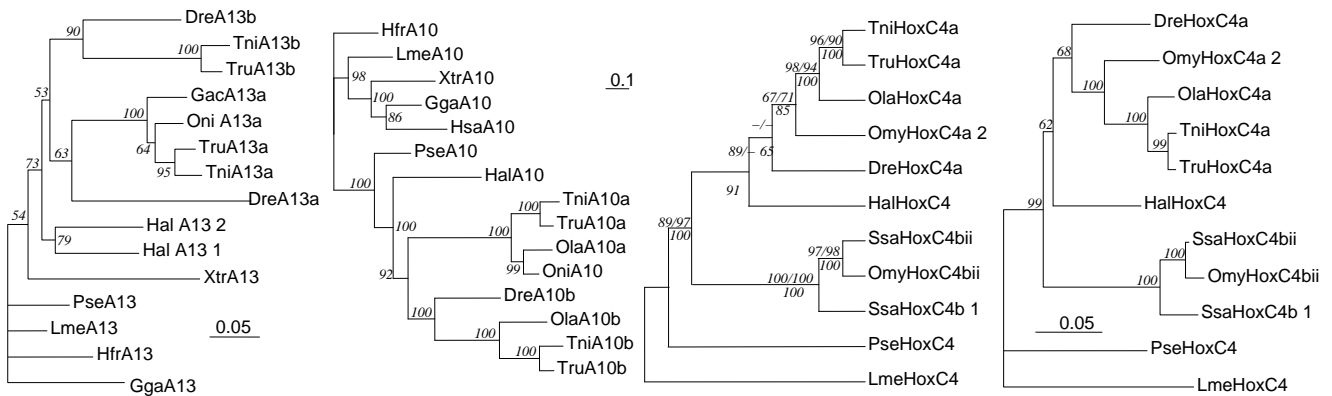 DreA13b
90
TniA13b
100
TruA13b
53
GacA13a
100
Oni A13a
TruA13a
64
63
TniA13a
95
DreA13a
73
Hal A13 2
79
Hal A13 1
54
XtrA13
PseA13
LmeA13
0.05
HfrA13
GgaA13
HfrA10
LmeA10
98
XtrA10
100
GgaA10
86
HsaA10
0.1
PseA10
100
HalA10
TniA10a
100
TruA10a
100
100
OlaA10a
99
OniA10
92
DreA10b
100
OlaA10b
100
TniA10b
100
TruA10b
TniHoxC4a
96/90
100
TruHoxC4a
98/94
100
OlaHoxC4a
67/71
85
OmyHoxC4a 2
–/–
65
DreHoxC4a
89/–
91
HalHoxC4
89/97
100
SsaHoxC4bii
97/98
100
OmyHoxC4bii
100/100
100
SsaHoxC4b 1
PseHoxC4
LmeHoxC4
DreHoxC4a
68
OmyHoxC4a 2
100
OlaHoxC4a
100
TniHoxC4a
99
TruHoxC4a
62
HalHoxC4
99
SsaHoxC4bii
100
OmyHoxC4bii
100
SsaHoxC4b 1
0.05
PseHoxC4
LmeHoxC4